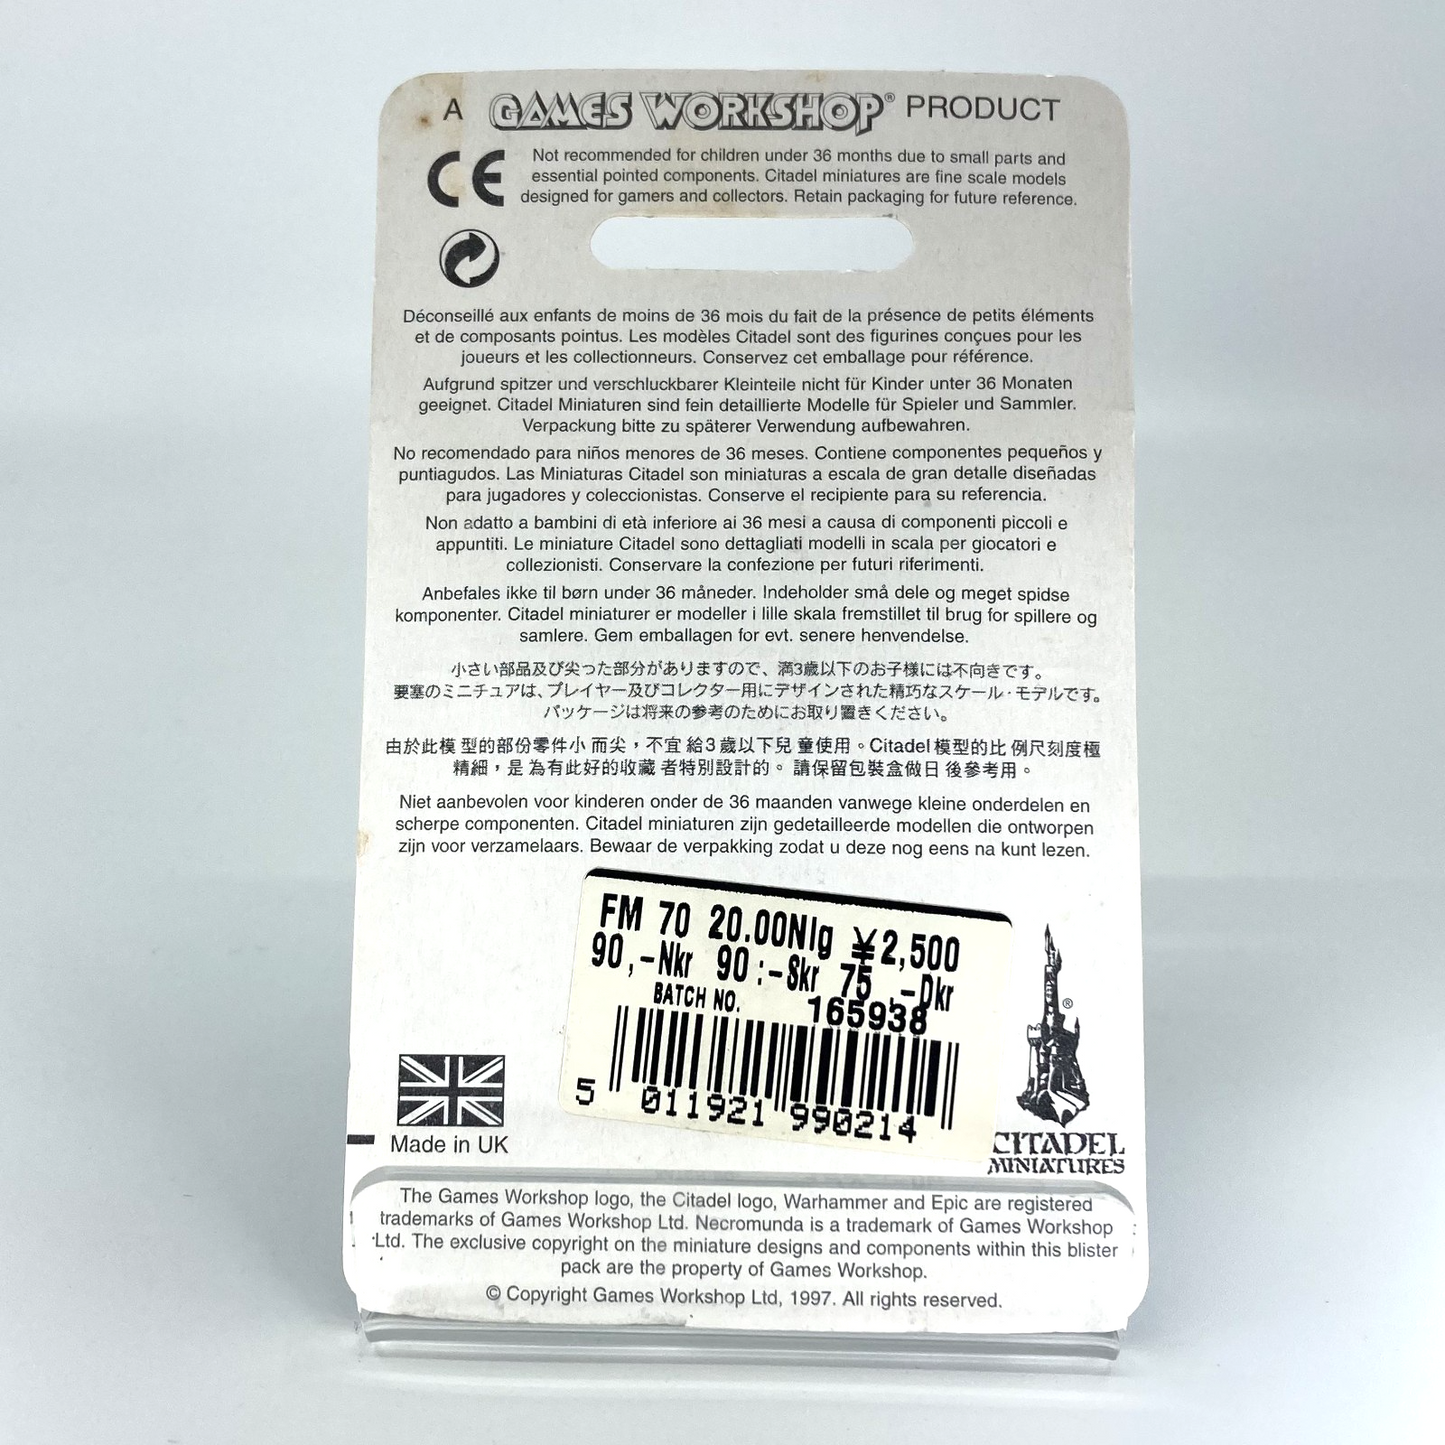 A GAMES WORKSHOP® PRODUCT
CE
Not recommended for children under 36 months due to small parts and
essential pointed components. Citadel miniatures are fine scale models
designed for gamers and collectors. Retain packaging for future reference.
Déconseillé aux enfants de moins de 36 mois du fait de la présence de petits éléments
et de composants pointus. Les modèles Citadel sont des figurines conçues pour les
joueurs et les collectionneurs. Conservez cet emballage pour référence.
Aufgrund spitzer und verschluckbarer Kleinteile nicht für Kinder unter 36 Monaten
geeignet. Citadel Miniaturen sind fein detaillierte Modelle für Spieler und Sammler.
Verpackung bitte zu späterer Verwendung aufbewahren.
No recomendado para niños menores de 36 meses. Contiene componentes pequeños y
puntiagudos. Las Miniaturas Citadel son miniaturas a escala de gran detalle diseñadas
para jugadores y coleccionistas. Conserve el recipiente para su referencia.
Non adatto a bambini di età inferiore ai 36 mesi a causa di componenti piccoli e
appuntiti. Le miniature Citadel sono dettagliati modelli in scala per giocatori e
collezionisti. Conservare la confezione per futuri riferimenti.
Anbefales ikke til børn under 36 måneder. Indeholder små dele og meget spidse
komponenter. Citadel miniaturer er modeller i lille skala fremstillet til brug for spillere og
samlere. Gem emballagen for evt. senere henvendelse.
小さい部品及び尖った部分がありますので、満3歳以下のお子様には不向きです。
要塞のミニチュアは、プレイヤー及びコレクター用にデザインされた精巧なスケール・モデルです。
パッケージは将来の参考のためにお取り置きください。
由於此模 型的部份零件小 而尖，不宜 給3 歲以下兒 童使用。Citadel 模型的比 例尺刻度極
精細，是 為有此好的收藏 者特別設計的。 請保留包裝盒做日 後參考用。
Niet aanbevolen voor kinderen onder de 36 maanden vanwege kleine onderdelen en
scherpe componenten. Citadel miniaturen zijn gedetailleerde modellen die ontworpen
zijn voor verzamelaars. Bewaar de verpakking zodat u deze nog eens na kunt lezen.
FM 70 20.00Nlg ¥2,500
90,-Nkr 90:-Skr 75,-Dkr
BATCH NO. 165938
5 011921 990214
®
CITADEL
MINIATURES
Made in UK
The Games Workshop logo, the Citadel logo, Warhammer and Epic are registered
trademarks of Games Workshop Ltd. Necromunda is a trademark of Games Workshop
Ltd. The exclusive copyright on the miniature designs and components within this blister
pack are the property of Games Workshop.
© Copyright Games Workshop Ltd, 1997. All rights reserved.